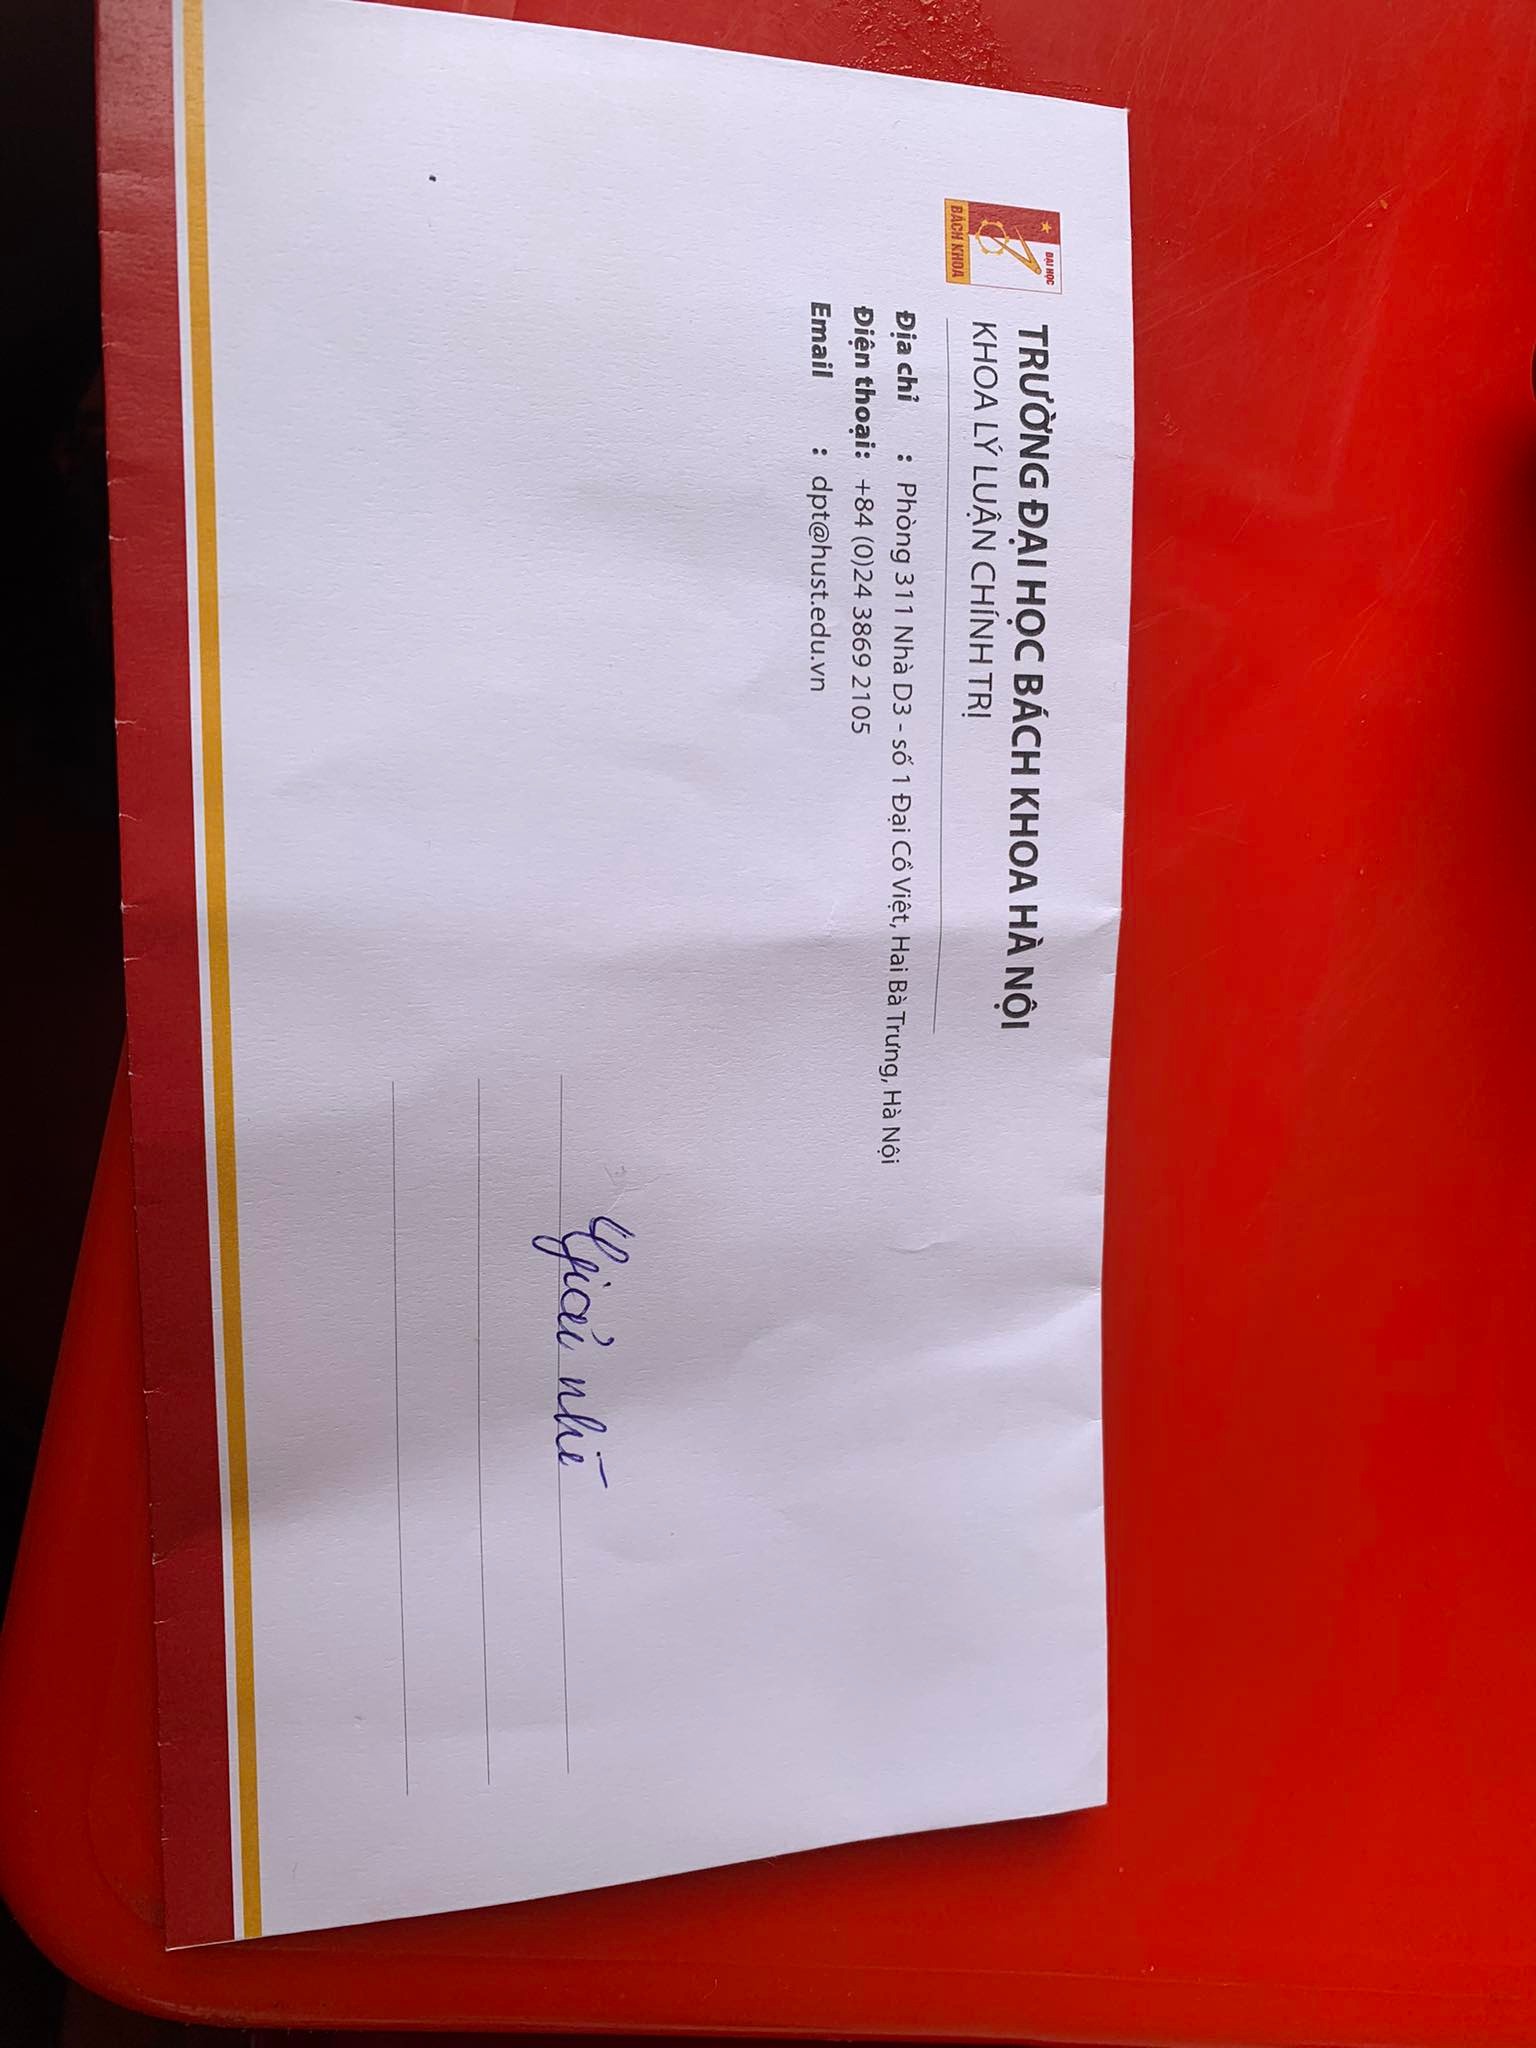 ĐẠI HỌC
BÁCH KHOA
TRƯỜNG ĐẠI HỌC BÁCH KHOA HÀ NỘI
KHOA LÝ LUẬN CHÍNH TRỊ
Địa chỉ : Phòng 311 Nhà D3 - số 1 Đại Cồ Việt, Hai Bà Trưng, Hà Nội
Điện thoại: +84 (0)24 3869 2105
Email : dpt@hust.edu.vn
Giải nhì